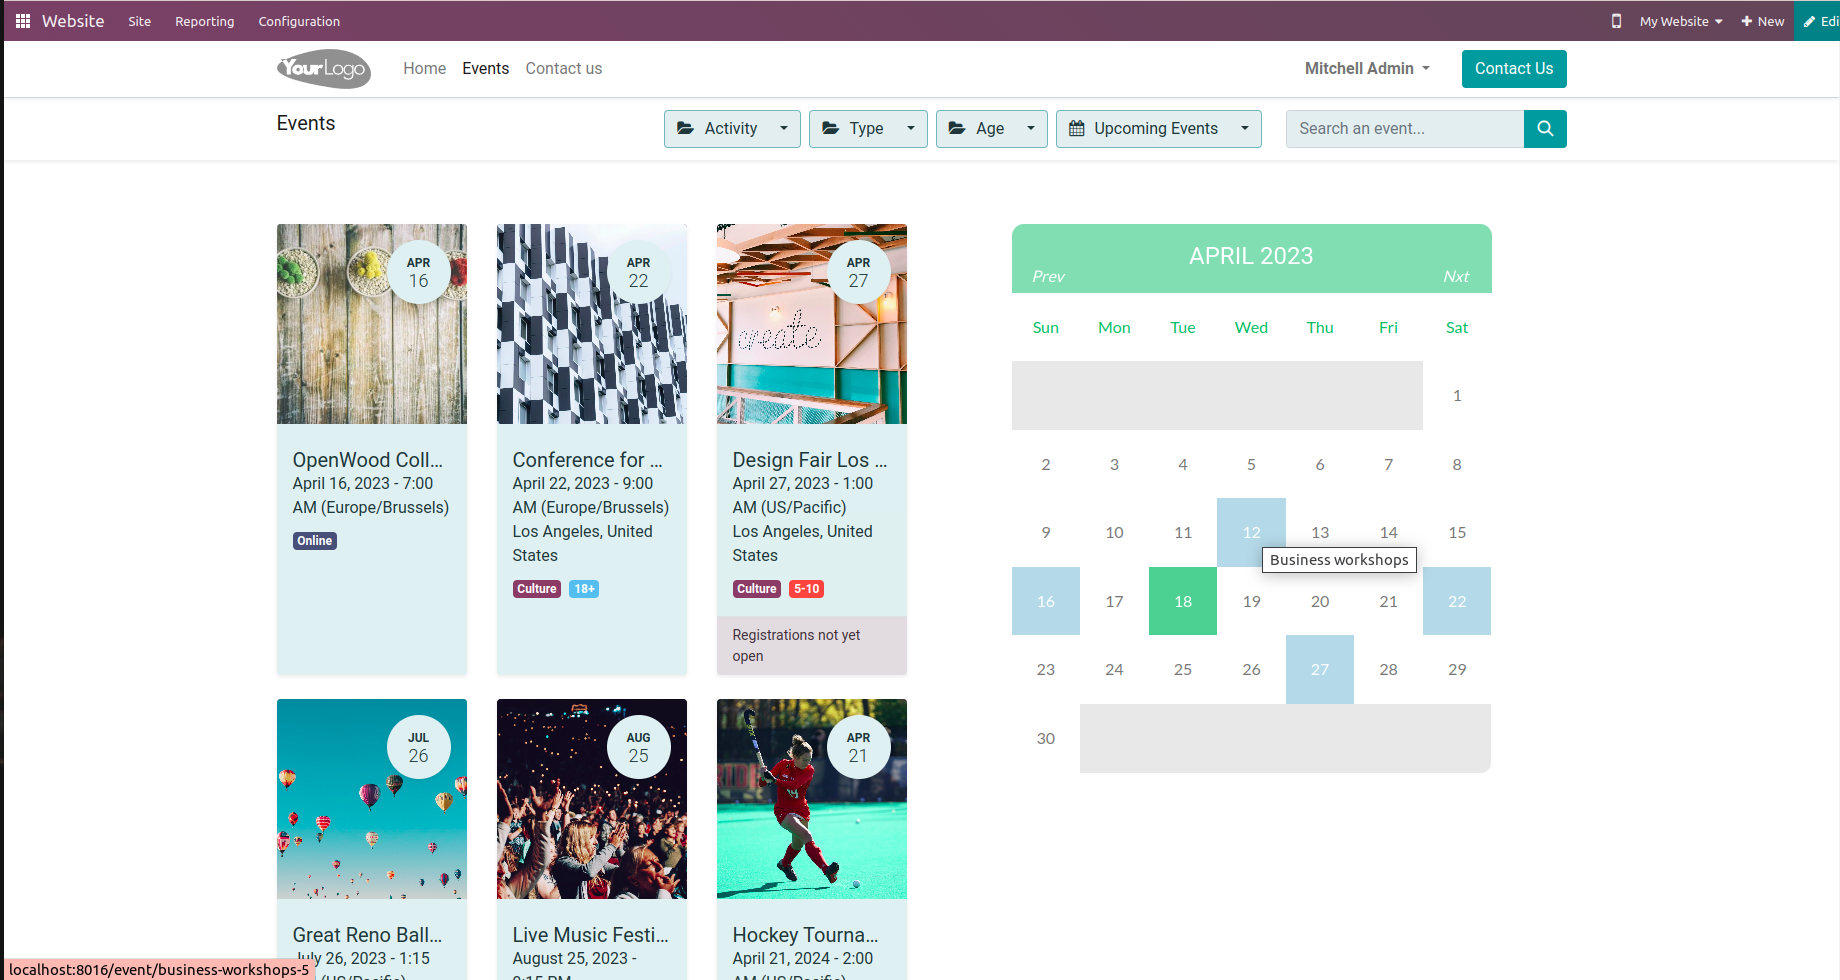 Website Site Reporting Configuration My Website New Edi
YourLogo Home Events Contact us Mitchell Admin Contact Us
Events Activity Type Age Upcoming Events Search an event...
APR
16
APR
22
APR
27
create
OpenWood Coll...
April 16, 2023 - 7:00
AM (Europe/Brussels)
Online
Conference for ...
April 22, 2023 - 9:00
AM (Europe/Brussels)
Los Angeles, United
States
Culture 18+
Design Fair Los ...
April 27, 2023 - 1:00
AM (US/Pacific)
Los Angeles, United
States
Culture 5-10
Registrations not yet
open
JUL
26
AUG
25
APR
21
Great Reno Ball...
July 26, 2023 - 1:15
(US/Pacific)
Live Music Festi...
August 25, 2023 -
9:15 PM
Hockey Tourna...
April 21, 2024 - 2:00
AM (US/Pacific)
APRIL 2023
Prev Nxt
Sun Mon Tue Wed Thu Fri Sat
1
2 3 4 5 6 7 8
9 10 11 12 13 14 15
Business workshops
16 17 18 19 20 21 22
23 24 25 26 27 28 29
30
localhost:8016/event/business-workshops-5